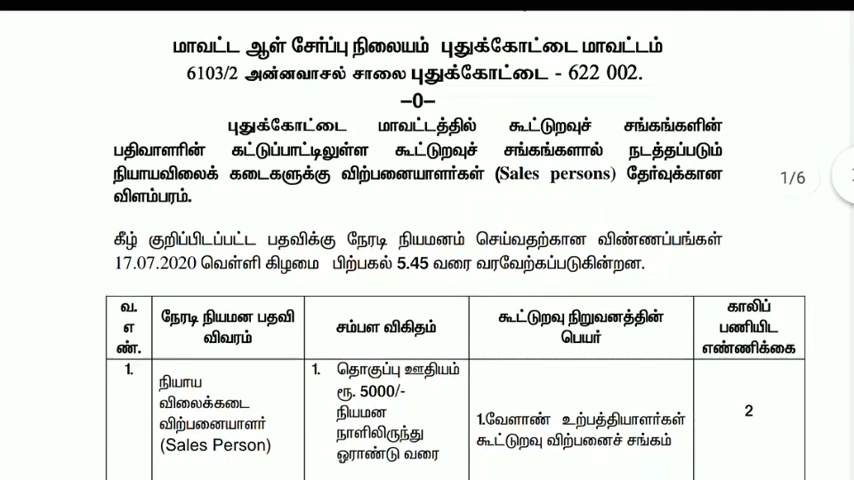 மாவட்ட ஆள் சேர்ப்பு நிலையம் புதுக்கோட்டை மாவட்டம்
6103/2 அன்னவாசல் சாலை புதுக்கோட்டை - 622 002.
–0–
புதுக்கோட்டை மாவட்டத்தில் கூட்டுறவுச் சங்கங்களின்
பதிவாளரின் கட்டுப்பாட்டிலுள்ள கூட்டுறவுச் சங்கங்களால் நடத்தப்படும்
நியாயவிலைக் கடைகளுக்கு விற்பனையாளர்கள் (Sales persons) தேர்வுக்கான
விளம்பரம்.
1/6
கீழ் குறிப்பிடப்பட்ட பதவிக்கு நேரடி நியமனம் செய்வதற்கான விண்ணப்பங்கள்
17.07.2020 வெள்ளி கிழமை பிற்பகல் 5.45 வரை வரவேற்கப்படுகின்றன.
வ.
எ
ண்.
நேரடி நியமன பதவி
விவரம்
சம்பள விகிதம்
கூட்டுறவு நிறுவனத்தின்
பெயர்
காலிப்
பணியிட
எண்ணிக்கை
1.
நியாய
விலைக்கடை
விற்பனையாளர்
(Sales Person)
1. தொகுப்பு ஊதியம்
ரூ. 5000/-
நியமன
நாளிலிருந்து
ஓராண்டு வரை
1.வேளாண் உற்பத்தியாளர்கள்
கூட்டுறவு விற்பனைச் சங்கம்
2